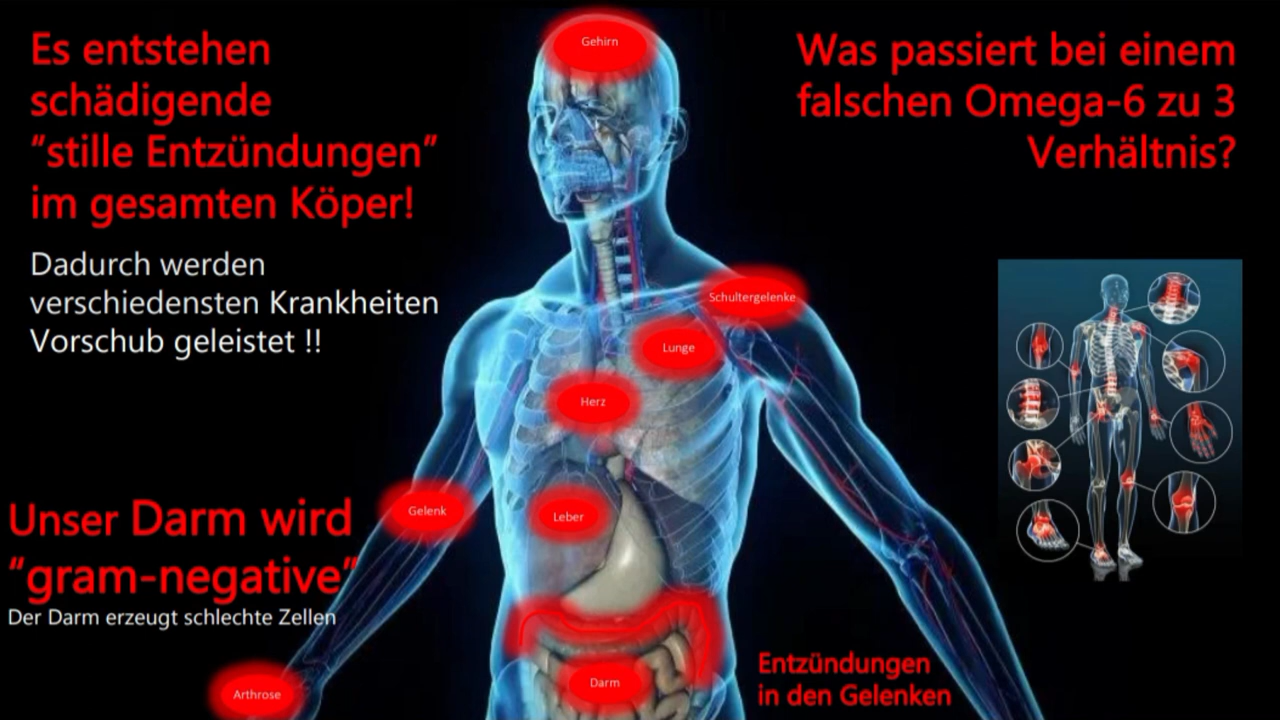 Es entstehen
schädigende
"stille Entzündungen"
im gesamten Köper!
Dadurch werden
verschiedensten Krankheiten
Vorschub geleistet !!
Unser Darm wird
"gram-negative"
Der Darm erzeugt schlechte Zellen
Was passiert bei einem
falschen Omega-6 zu 3
Verhältnis?
Gehirn
Schultergelenke
Lunge
Herz
Gelenk
Leber
Darm
Arthrose
Entzündungen
in den Gelenken